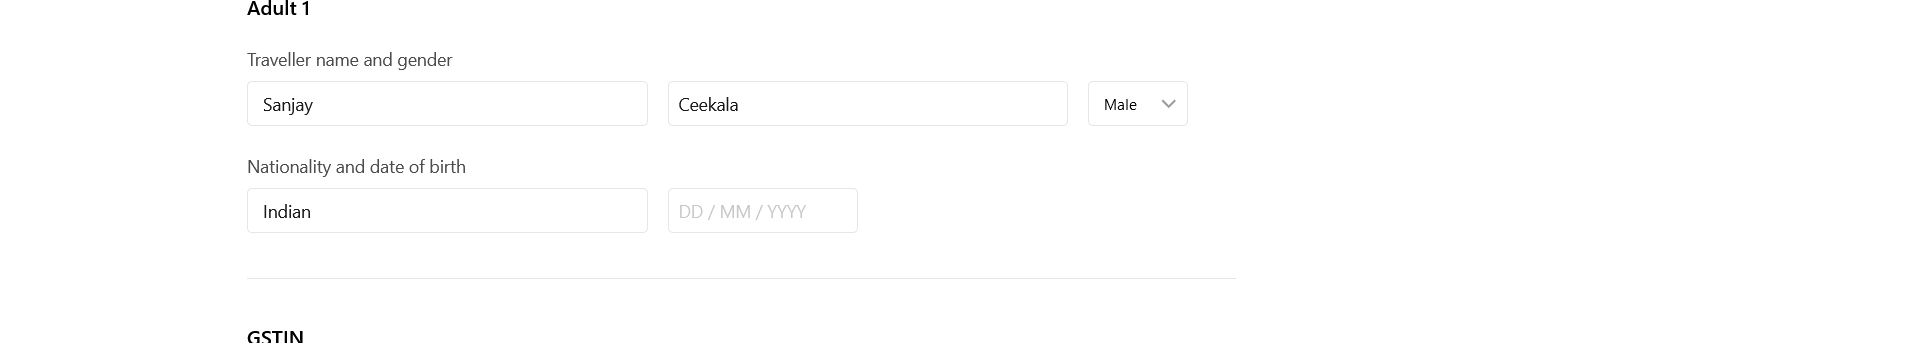 Adult 1
Traveller name and gender
Sanjay Ceekala Male
Nationality and date of birth
Indian DD / MM / YYYY
GSTIN